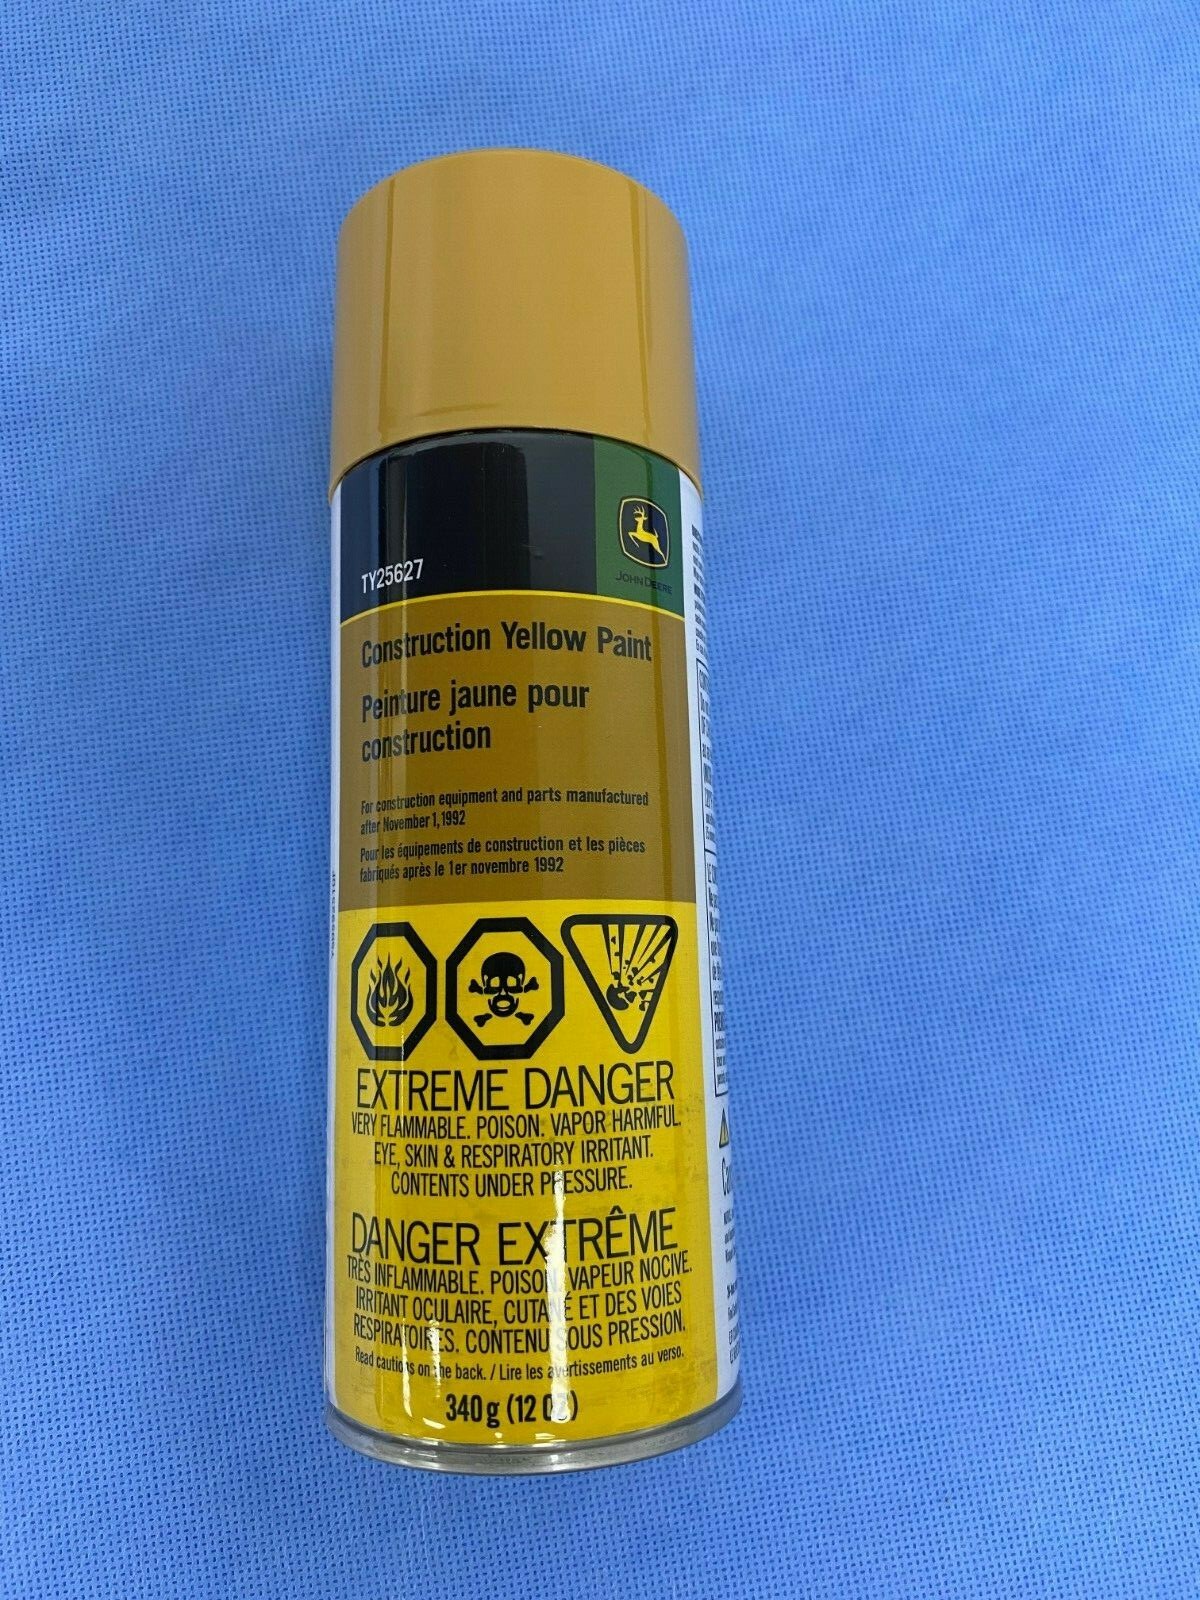 TY25627
JOHN DEERE
Construction Yellow Paint
Peinture jaune pour
construction
For construction equipment and parts manufactured
after November 1, 1992
Pour les équipements de construction et les pièces
fabriqués après le 1er novembre 1992
EXTREME DANGER
VERY FLAMMABLE. POISON. VAPOR HARMFUL.
EYE, SKIN & RESPIRATORY IRRITANT.
CONTENTS UNDER PRESSURE.
DANGER EXTRÊME
TRÈS INFLAMMABLE. POISON. VAPEUR NOCIVE.
IRRITANT OCULAIRE, CUTANÉ ET DES VOIES
RESPIRATOIRES. CONTENU SOUS PRESSION.
Read cautions on the back. / Lire les avertissements au verso.
340 g (12 OZ)